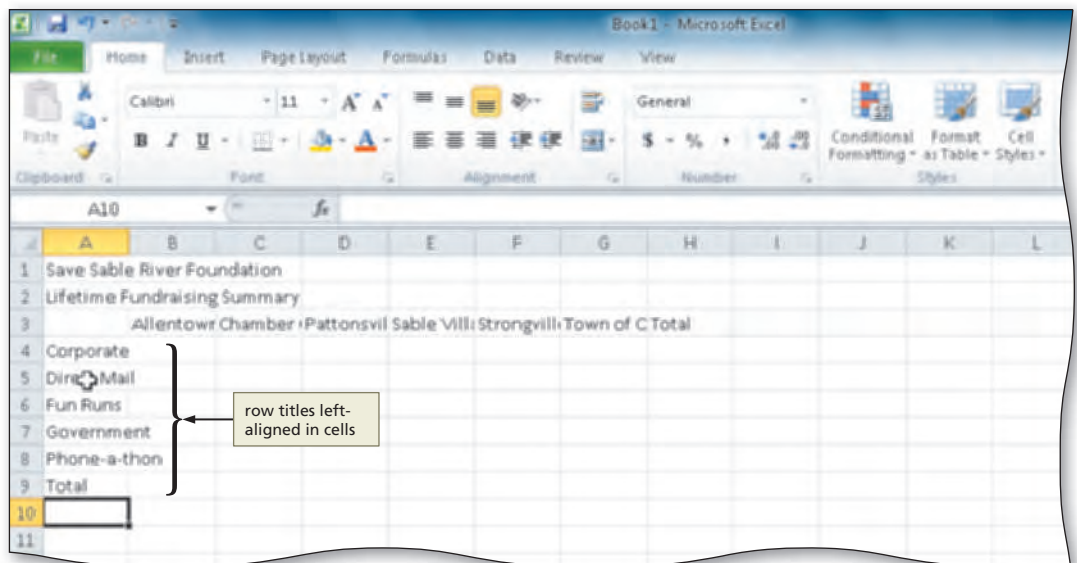 Book1 - Microsoft Excel
File Home Insert Page Layout Formulas Data Review View
Calibri 11 A A General
Paste B I U A $ % , Conditional Formatting Format as Table Cell Styles
Clipboard Font Alignment Number Styles
A10 fx
A B C D E F G H I J K L
1 Save Sable River Foundation
2 Lifetime Fundraising Summary
3 Allentowr Chamber Pattonsvil Sable Villa Strongvill Town of C Total
4 Corporate
5 Dire Mail
6 Fun Runs
7 Government
8 Phone-a-thon
9 Total
10
11
row titles left-
aligned in cells